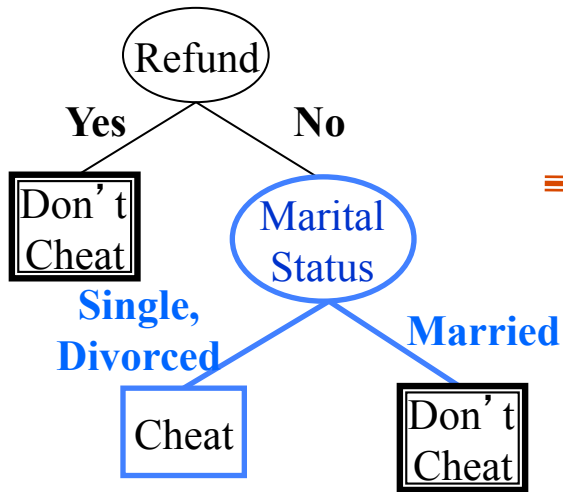 Refund
Yes
No
Don’t
Cheat
Marital
Status
Single,
Divorced
Married
Cheat
Don’t
Cheat